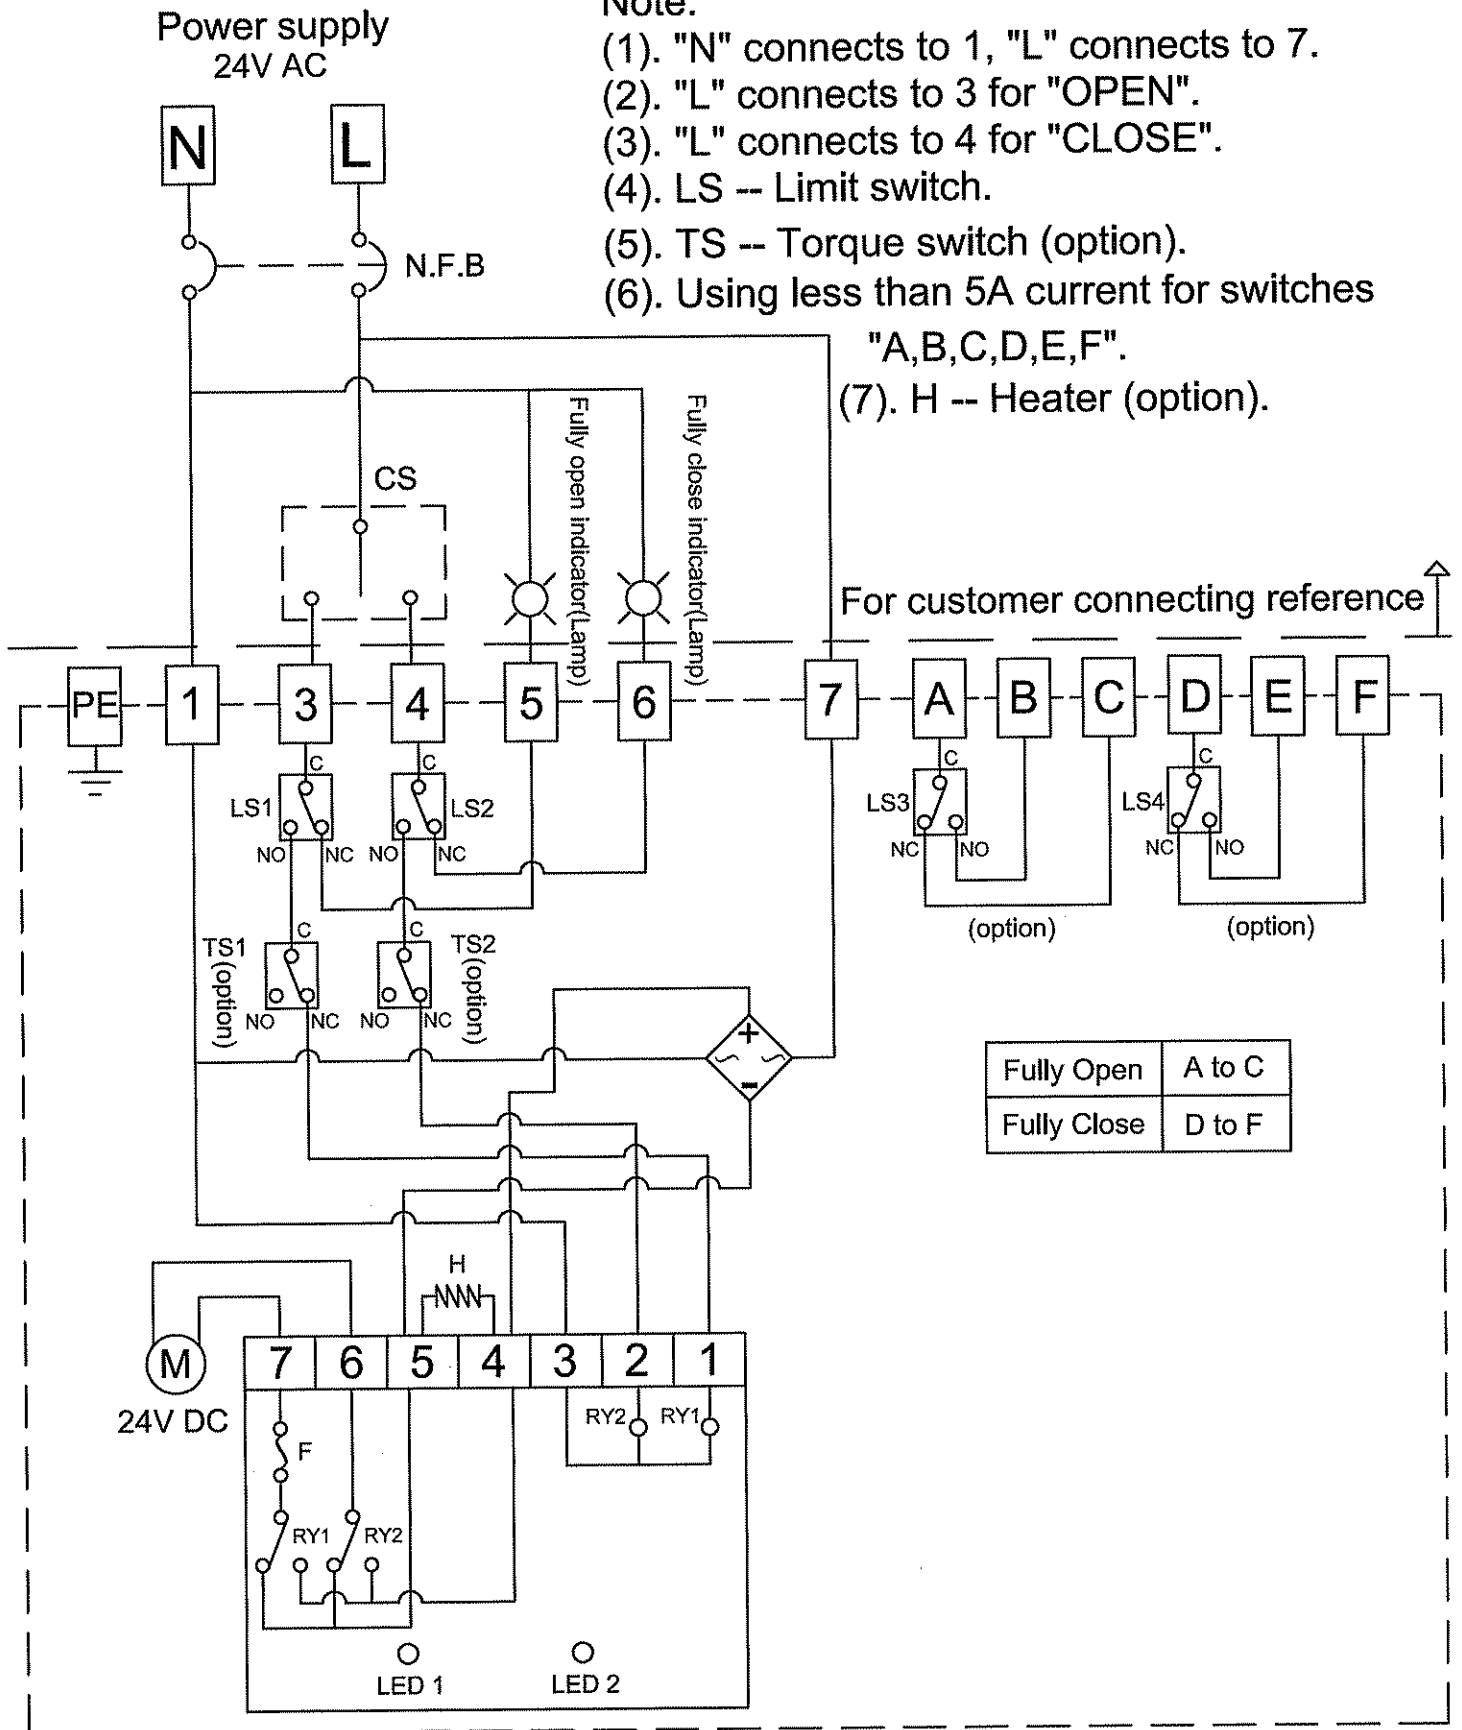 Power supply
24V AC
Note:
(1). "N" connects to 1, "L" connects to 7.
(2). "L" connects to 3 for "OPEN".
(3). "L" connects to 4 for "CLOSE".
(4). LS -- Limit switch.
(5). TS -- Torque switch (option).
(6). Using less than 5A current for switches
"A,B,C,D,E,F".
(7). H -- Heater (option).
N L
N.F.B
CS
Fully open indicator(Lamp)
Fully close indicator(Lamp)
For customer connecting reference
PE 1 3 4 5 6 7 A B C D E F
C C C C
LS1 LS2 LS3 LS4
NO NC NO NC NC NO NC NO
(option) (option)
C C
TS1(option) TS2(option)
NO NC NO NC
+
-
Fully Open A to C
Fully Close D to F
H
M 7 6 5 4 3 2 1
24V DC
RY2 RY1
F
RY1 RY2
LED 1 LED 2